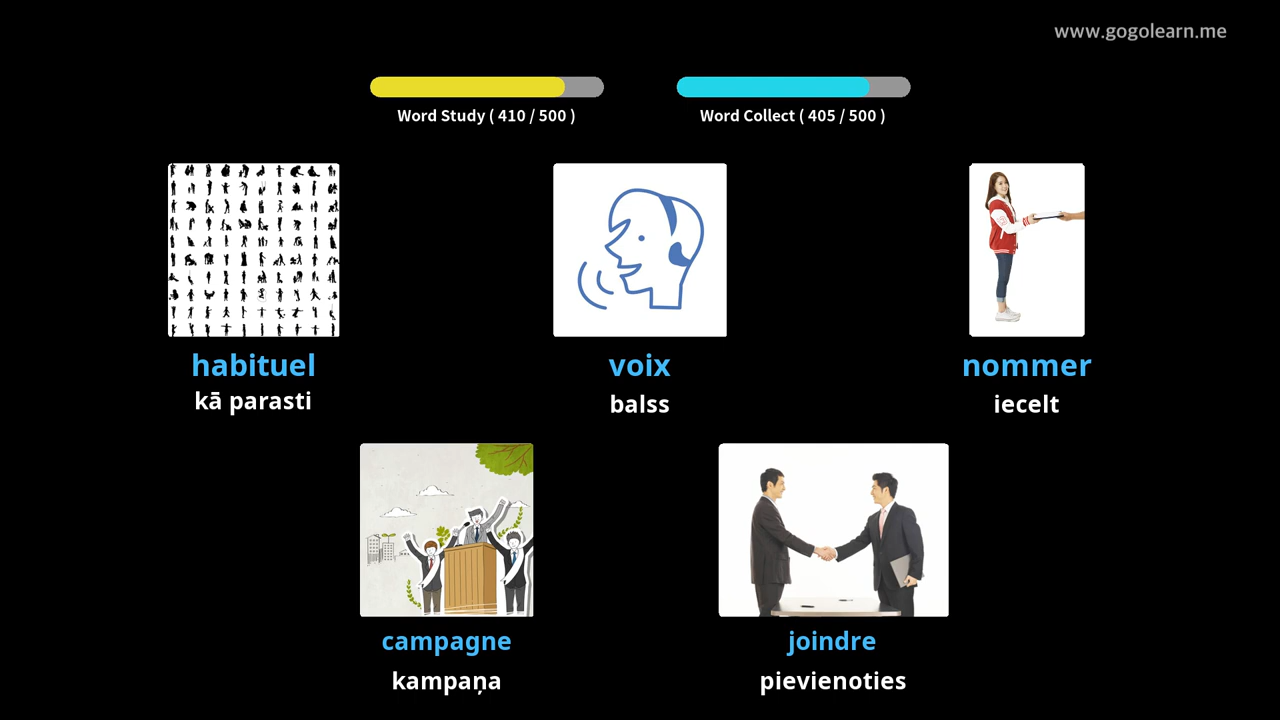 www.gogolearn.me
Word Study ( 410 / 500 )
Word Collect ( 405 / 500 )
habituel
kā parasti
voix
balss
nommer
iecelt
campagne
kampaņa
joindre
pievienoties